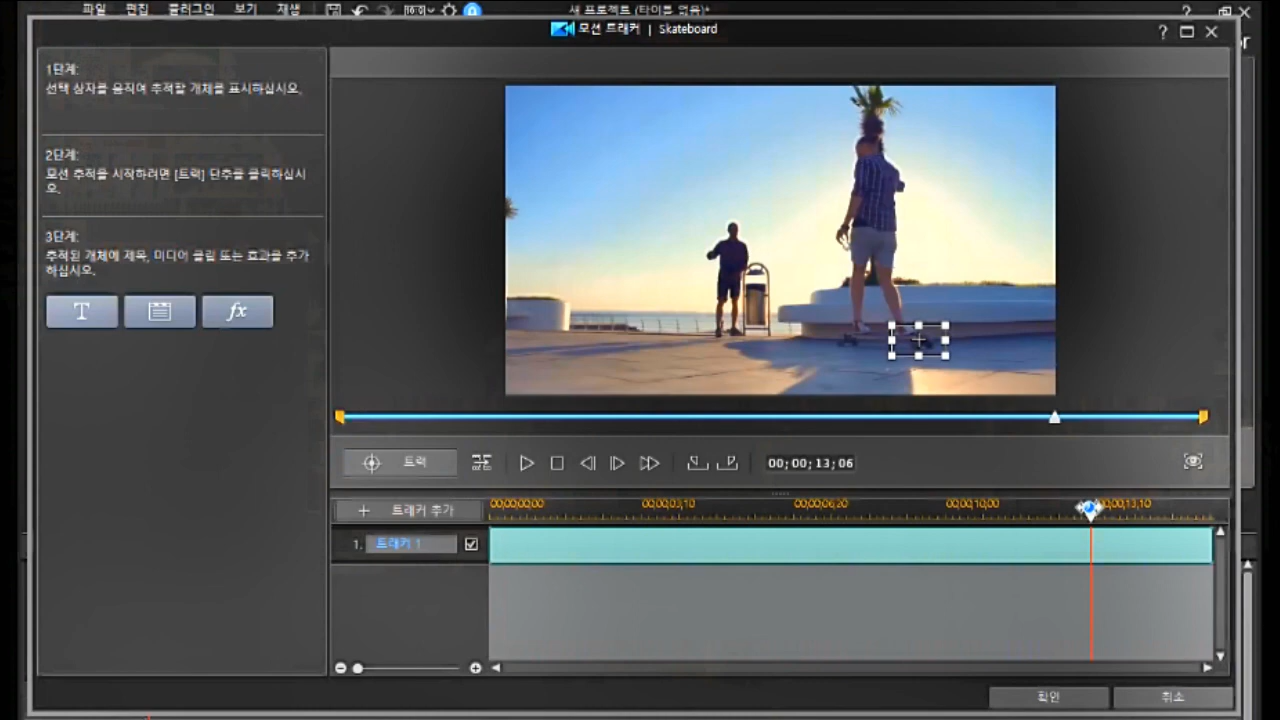 파일 편집 플러그인 보기 재생 16:9 새 프로젝트 (타이틀 없음)* ?
모션 트래커 | Skateboard ?
1단계:
선택 상자를 움직여 추적할 개체를 표시하십시오.
2단계:
모션 추적을 시작하려면 [트랙] 단추를 클릭하십시
오.
3단계:
추적된 개체에 제목, 미디어 클립 또는 효과를 추가
하십시오.
T fx
트랙 00;00;13;06
트래커 추가 00;00;00;00 00;00;03;10 00;00;06;20 00;00;10;00 00;00;13;10
1. 트래커 1
확인 취소